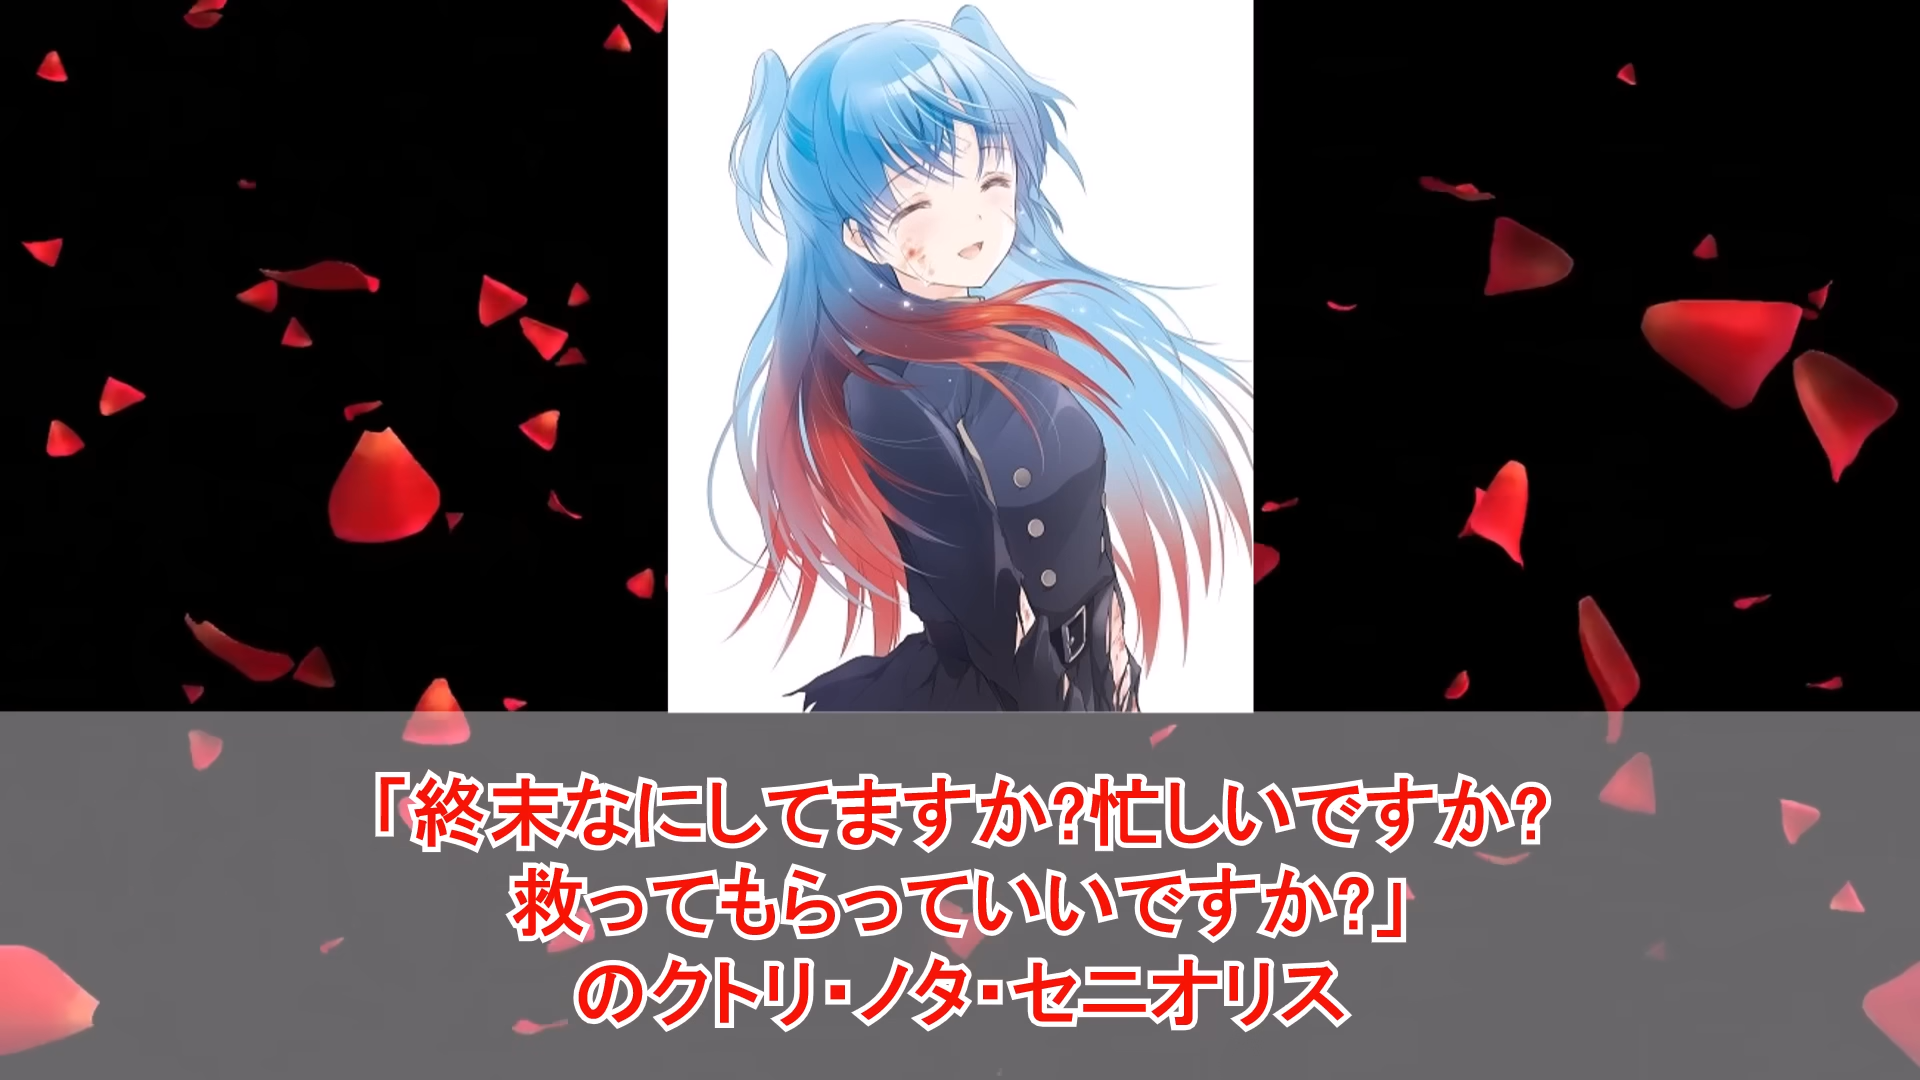 「終末なにしてますか?忙しいですか?
救ってもらっていいですか?」
のクトリ・ノタ・セニオリス